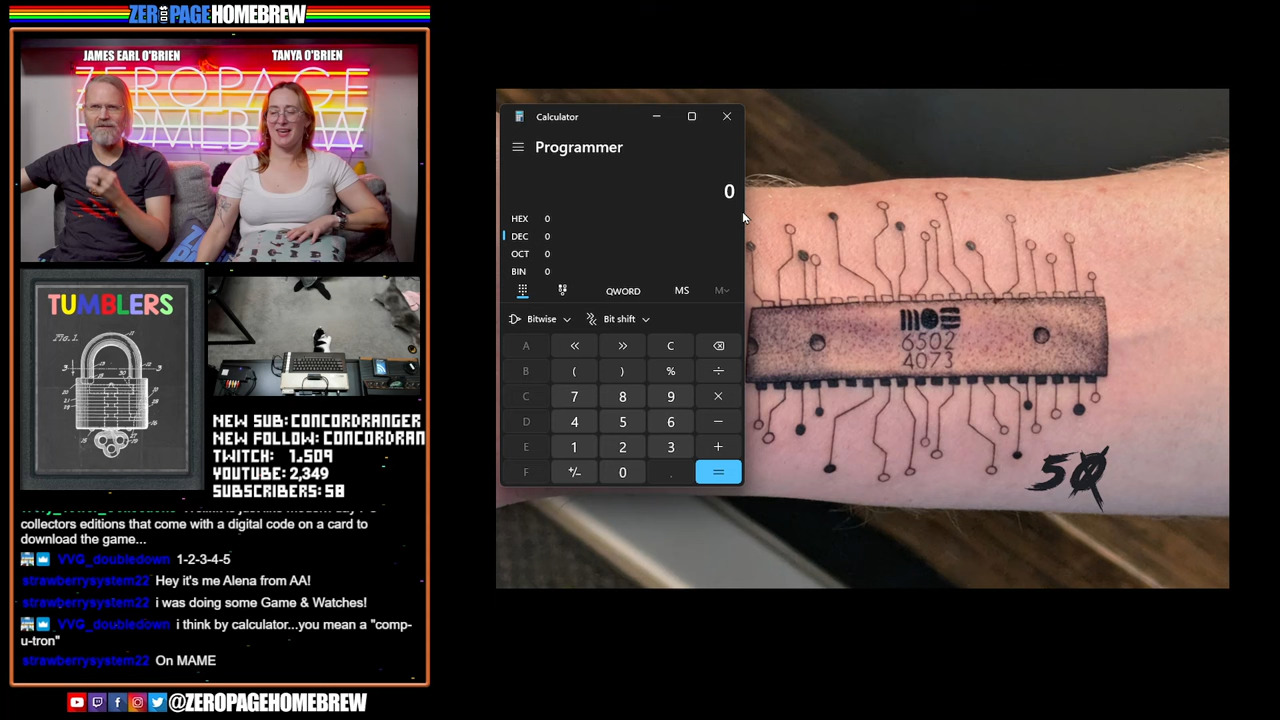 ZEROPAGE HOMEBREW
JAMES EARL O'BRIEN
TANYA O'BRIEN
ZEROPAGE
HOMEBREW
TUMBLERS
Fig. 1.
NEW SUB: CONCORDRANGER
NEW FOLLOW: CONCORDRAN
TWITCH: 1,509
YOUTUBE: 2,349
SUBSCRIBERS: 58
collectors editions that come with a digital code on a card to
download the game...
VVG_doubledown 1-2-3-4-5
strawberrysystem22 Hey it's me Alena from AA!
strawberrysystem22 i was doing some Game & Watches!
VVG_doubledown i think by calculator...you mean a "comp-
u-tron"
strawberrysystem22 On MAME
@ZEROPAGEHOMEBREW
Calculator
Programmer
0
HEX 0
DEC 0
OCT 0
BIN 0
QWORD MS M
Bitwise Bit shift
A « » C
B ( ) % ÷
C 7 8 9 ×
D 4 5 6 −
E 1 2 3 +
F +/- 0 . =
mos
6502
4073